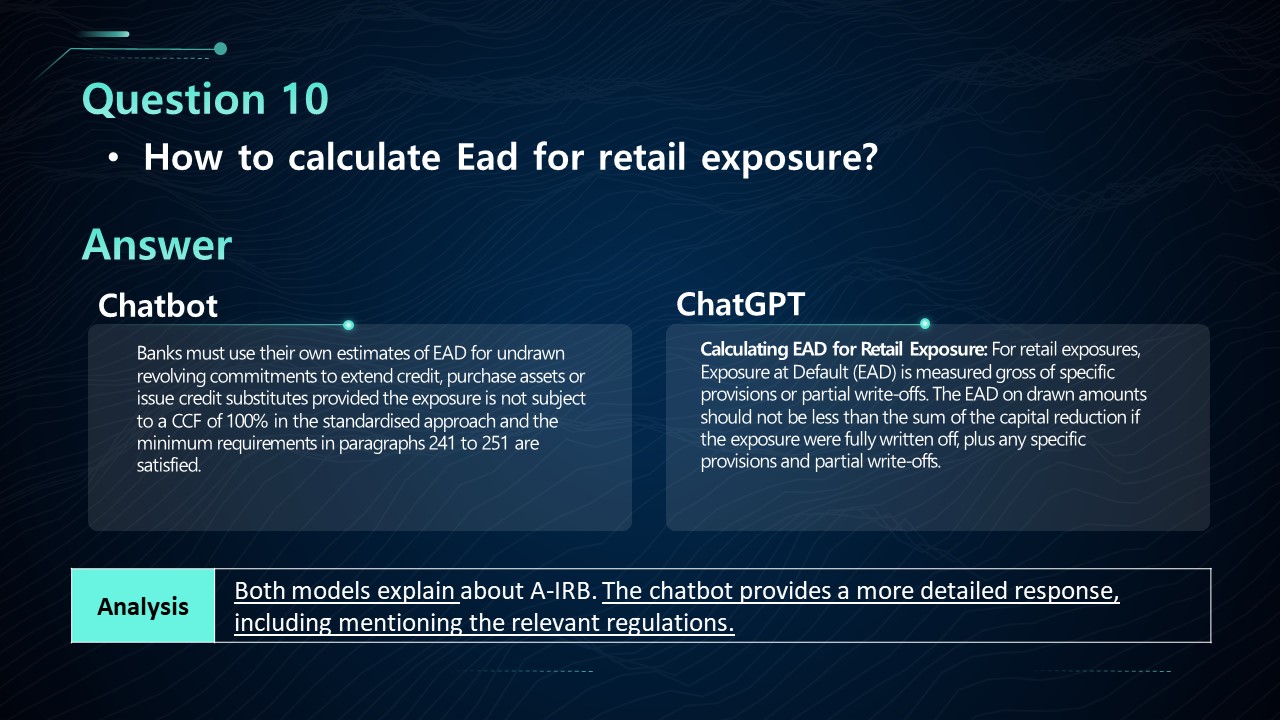 Question 10
• How to calculate Ead for retail exposure?
Answer
Chatbot
Banks must use their own estimates of EAD for undrawn
revolving commitments to extend credit, purchase assets or
issue credit substitutes provided the exposure is not subject
to a CCF of 100% in the standardised approach and the
minimum requirements in paragraphs 241 to 251 are
satisfied.
ChatGPT
Calculating EAD for Retail Exposure: For retail exposures,
Exposure at Default (EAD) is measured gross of specific
provisions or partial write-offs. The EAD on drawn amounts
should not be less than the sum of the capital reduction if
the exposure were fully written off, plus any specific
provisions and partial write-offs.
Analysis
Both models explain about A-IRB. The chatbot provides a more detailed response,
including mentioning the relevant regulations.